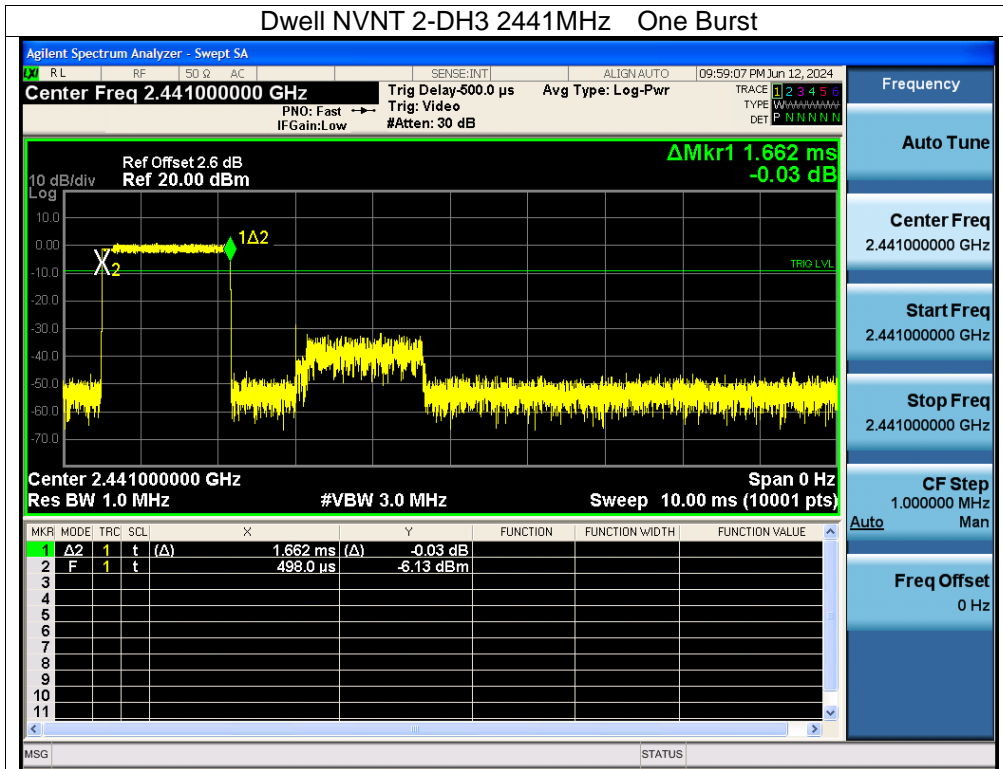 Dwell NVNT 2-DH3 2441MHz One Burst
Agilent Spectrum Analyzer - Swept SA
LXI RL RF 50 Ω AC SENSE:INT ALIGN AUTO 09:59:07 PM Jun 12, 2024
Center Freq 2.441000000 GHz
PNO: Fast
IFGain:Low
Trig Delay-500.0 µs
Trig: Video
#Atten: 30 dB
Avg Type: Log-Pwr
TRACE 1 2 3 4 5 6
TYPE WWWWWW
DET P N N N N N
Ref Offset 2.6 dB
Ref 20.00 dBm
10 dB/div
Log
ΔMkr1 1.662 ms
-0.03 dB
10.0
0.00
-10.0
-20.0
-30.0
-40.0
-50.0
-60.0
-70.0
1Δ2
X2
TRIG LVL
Center 2.441000000 GHz Span 0 Hz
Res BW 1.0 MHz #VBW 3.0 MHz Sweep 10.00 ms (10001 pts)
MKR MODE TRC SCL X Y FUNCTION FUNCTION WIDTH FUNCTION VALUE
1 Δ2 1 t (Δ) 1.662 ms (Δ) -0.03 dB
2 F 1 t 498.0 µs -6.13 dBm
3
4
5
6
7
8
9
10
11
MSG STATUS
Frequency
Auto Tune
Center Freq
2.441000000 GHz
Start Freq
2.441000000 GHz
Stop Freq
2.441000000 GHz
CF Step
1.000000 MHz
Auto Man
Freq Offset
0 Hz